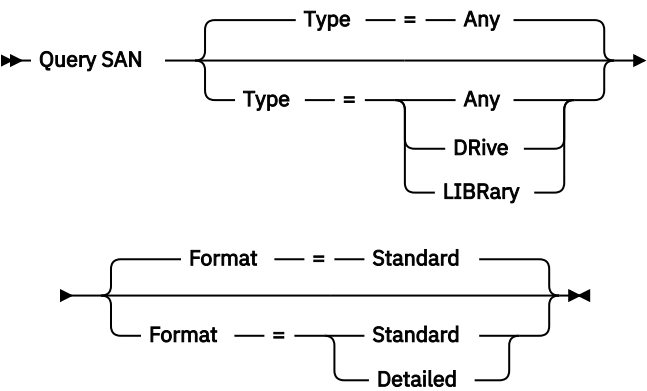 Type = Any
Query SAN
Type = Any
DRive
LIBRary
Format = Standard
Format = Standard
Detailed